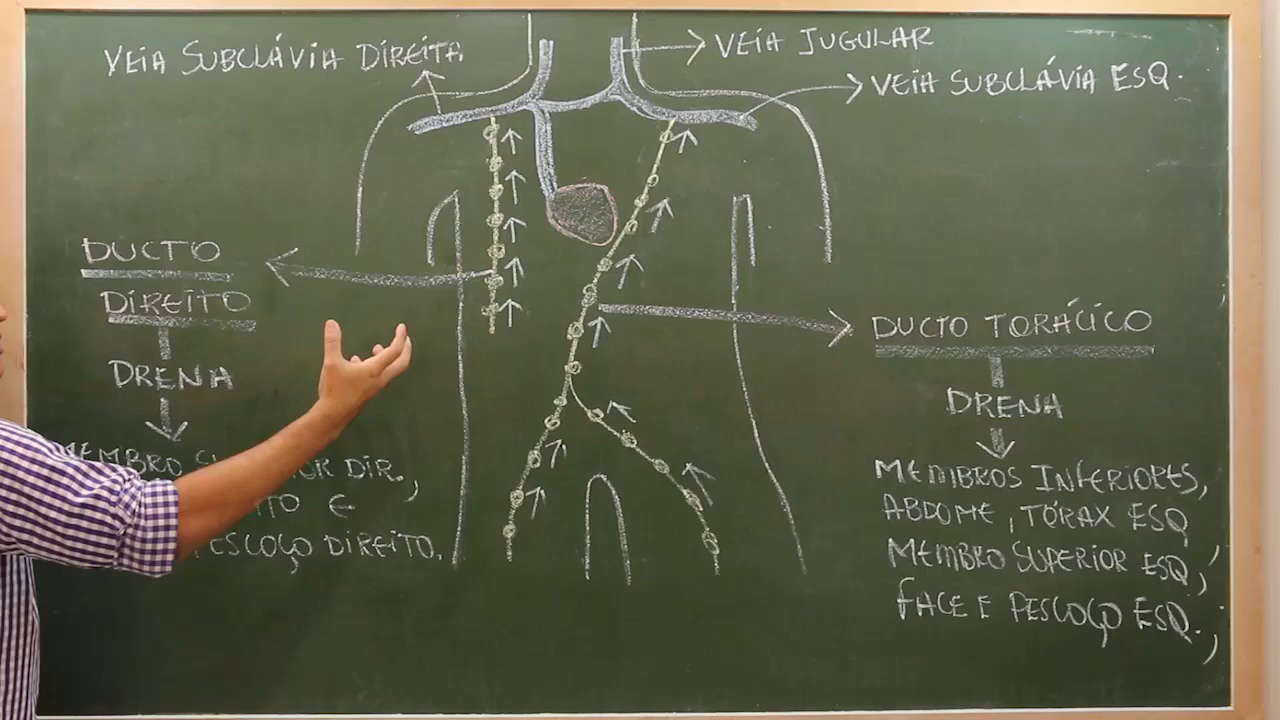 VEIA SUBCLÁVIA DIREITA
VEIA JUGULAR
VEIA SUBCLÁVIA ESQ.
DUCTO
DIREITO
DRENA
DIR.,
E
PESCOÇO DIREITO.
DUCTO TORÁCICO
DRENA
MEMBROS INFERIORES,
ABDOME, TÓRAX ESQ
MEMBRO SUPERIOR ESQ,
FACE E PESCOÇO ESQ.,